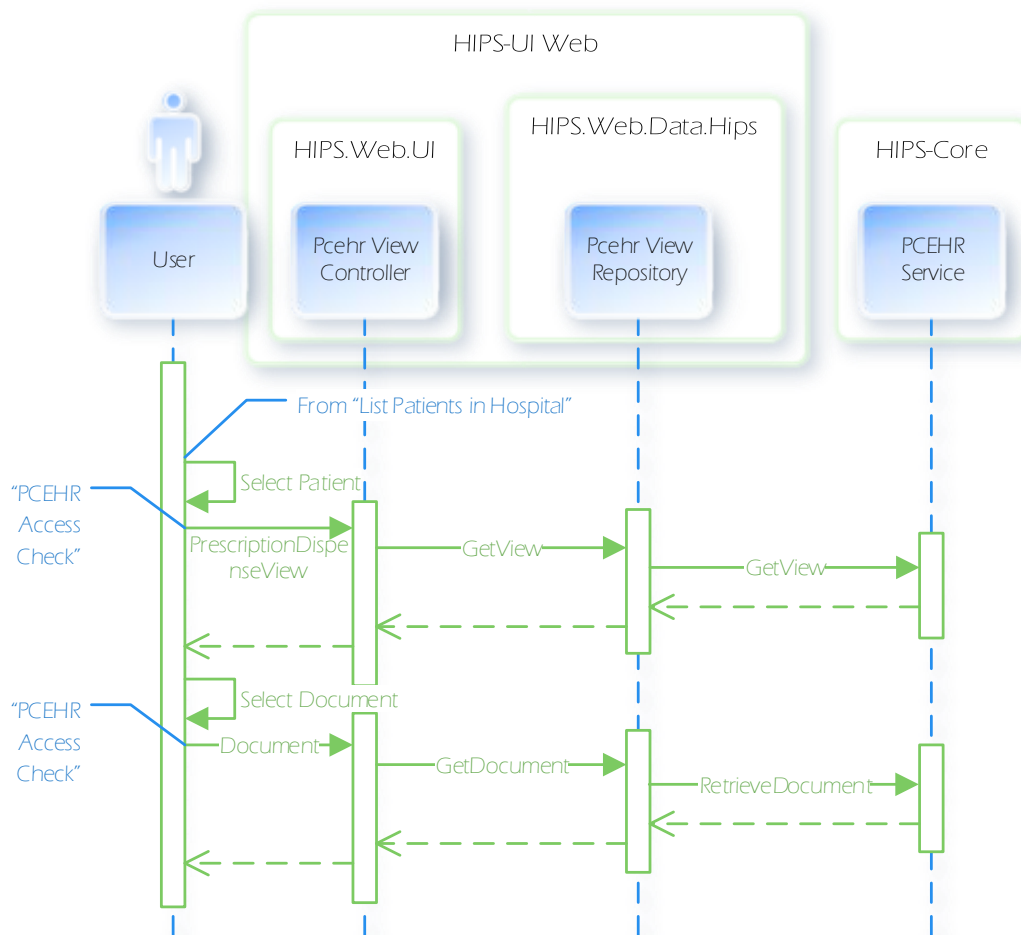 HIPS-UI Web
HIPS.Web.Data.Hips
HIPS.Web.UI
HIPS-Core
User
Pcehr View
Controller
Pcehr View
Repository
PCEHR
Service
From “List Patients in Hospital”
Select Patient
“PCEHR
Access
Check”
PrescriptionDispe
nseView
GetView
GetView
Select Document
“PCEHR
Access
Check”
Document
GetDocument
RetrieveDocument